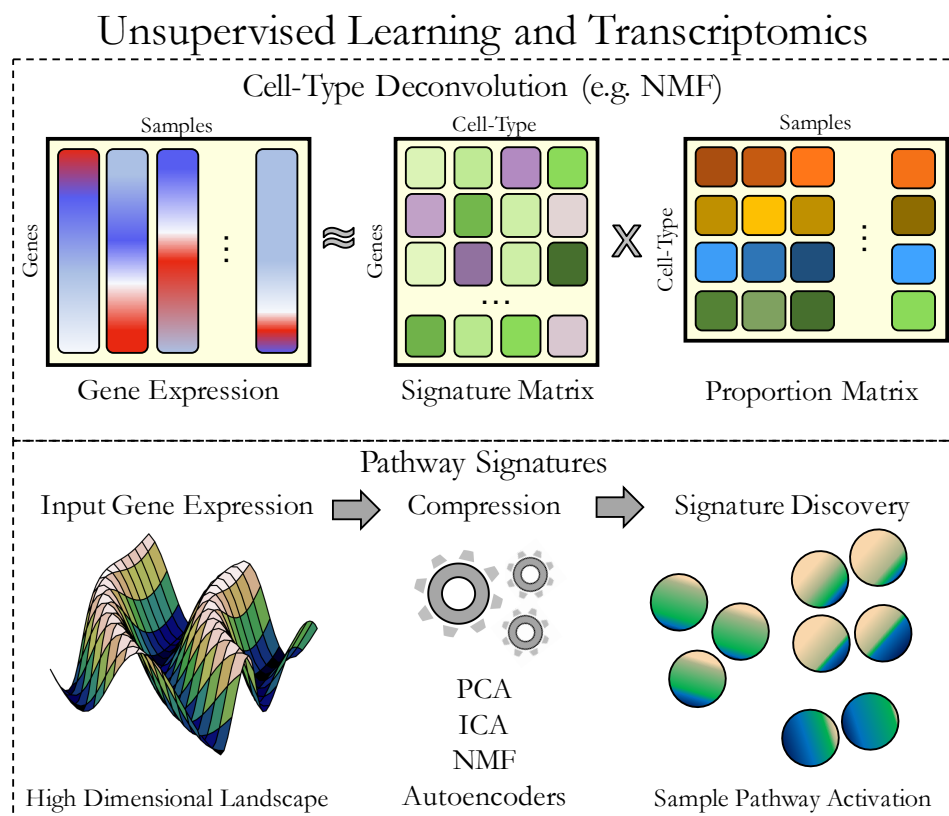 Unsupervised Learning and Transcriptomics
Cell-Type Deconvolution (e.g. NMF)
Samples
Genes
...
Gene Expression
≈
Cell-Type
Genes
...
Signature Matrix
X
Samples
Cell-Type
...
Proportion Matrix
Pathway Signatures
Input Gene Expression
Compression
Signature Discovery
PCA
ICA
NMF
Autoencoders
High Dimensional Landscape
Sample Pathway Activation